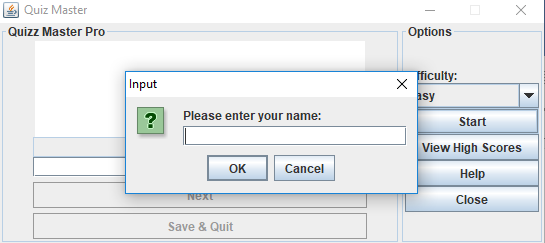 Quiz Master
Quizz Master Pro
Options
ifficulty:
asy
Start
View High Scores
Help
Close
Next
Save & Quit
Input
?
Please enter your name:
OK
Cancel